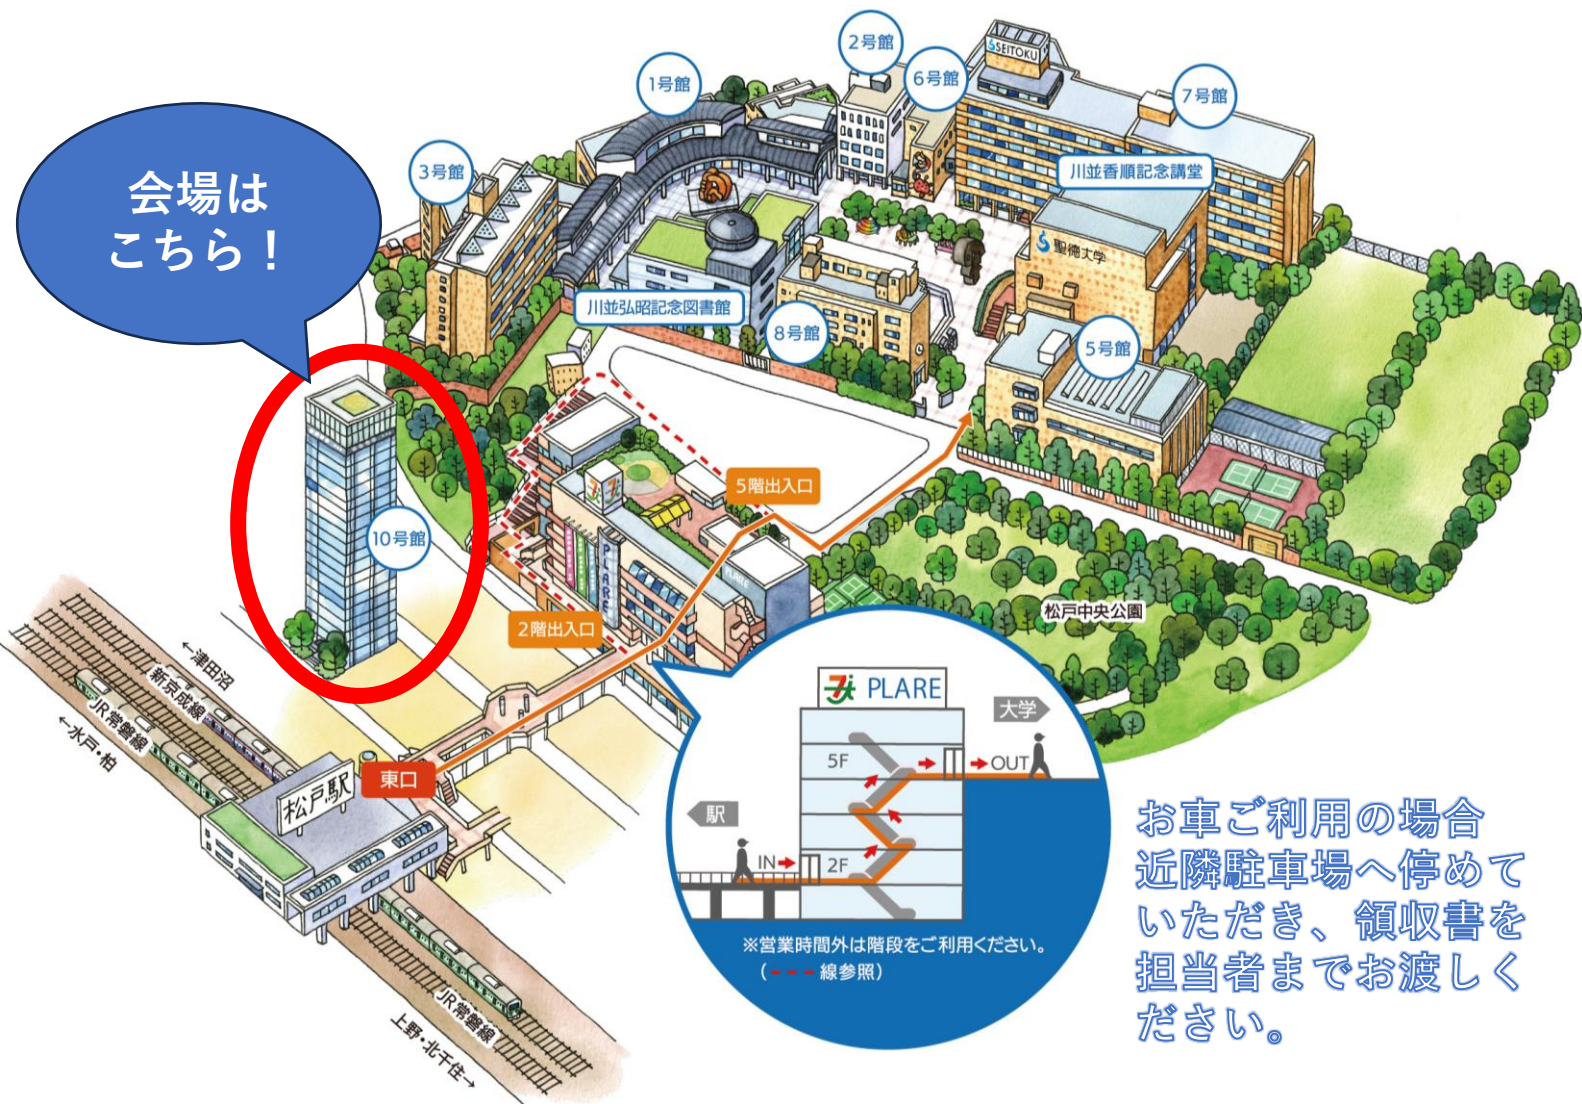 会場は
こちら！
1号館
2号館
6号館
SEITOKU
7号館
3号館
川並香順記念講堂
聖徳大学
川並弘昭記念図書館
8号館
5号館
5階出入口
PLARE
PLARE
10号館
2階出入口
松戸中央公園
←津田沼
新京成線
JR常磐線
←水戸・柏
東口
松戸駅
JR常磐線
上野・北千住→
PLARE
大学
5F
OUT
駅
IN
2F
※営業時間外は階段をご利用ください。
（---線参照）
お車ご利用の場合
近隣駐車場へ停めて
いただき、領収書を
担当者までお渡しく
ださい。